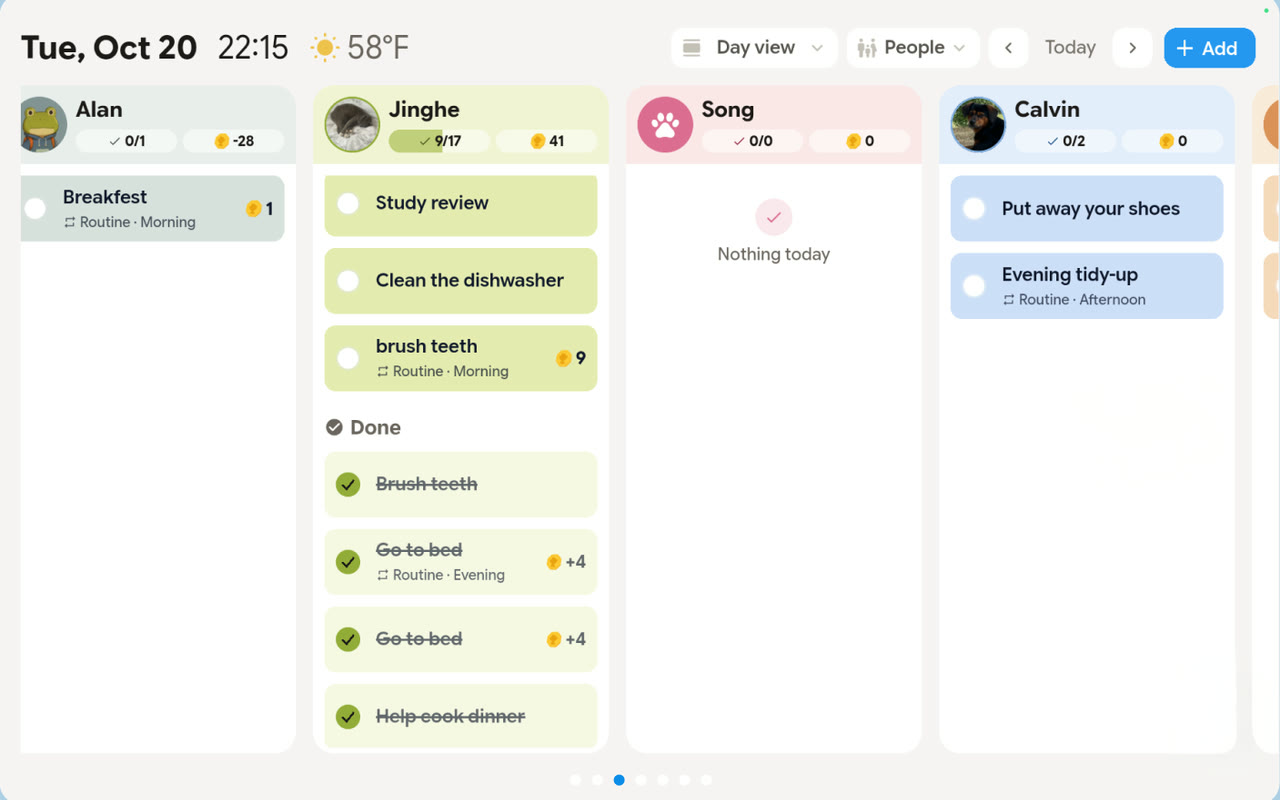 Tue, Oct 20 22:15 58°F
Day view
People
Today
Add
Alan
0/1
-28
Breakfest
Routine · Morning
1
Jinghe
9/17
41
Study review
Clean the dishwasher
brush teeth
Routine · Morning
9
Done
Brush teeth
Go to bed
Routine · Evening
+4
Go to bed
+4
Help cook dinner
Song
0/0
0
Nothing today
Calvin
0/2
0
Put away your shoes
Evening tidy-up
Routine · Afternoon